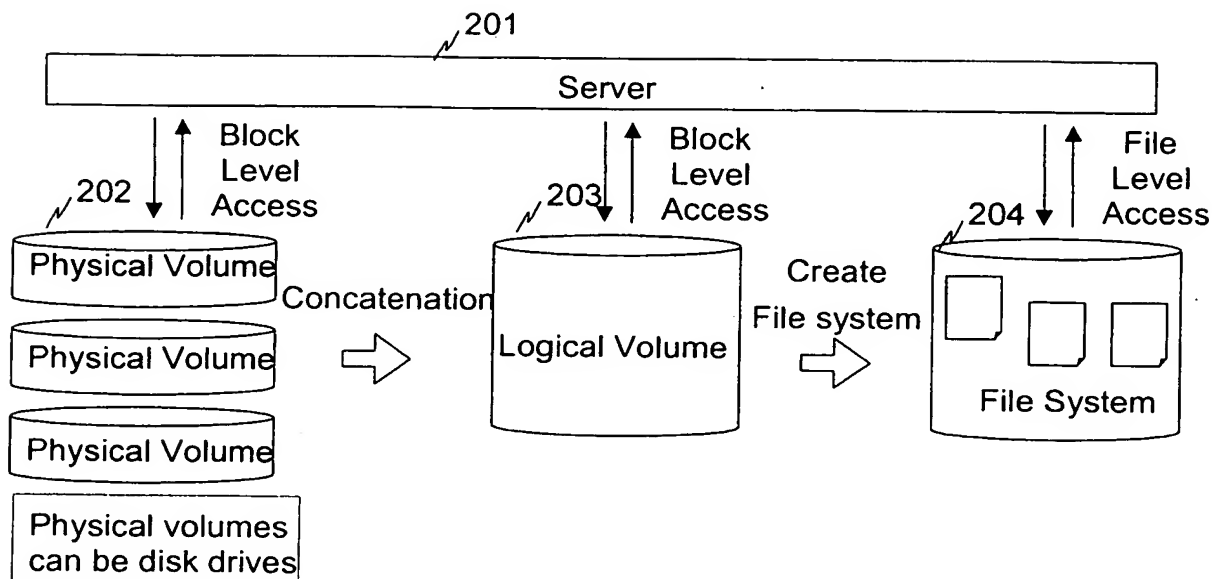 201
Server
Block
Level
Access
Block
Level
Access
File
Level
Access
202
203
204
Physical Volume
Physical Volume
Physical Volume
Concatenation
Logical Volume
Create
File system
File System
Physical volumes
can be disk drives